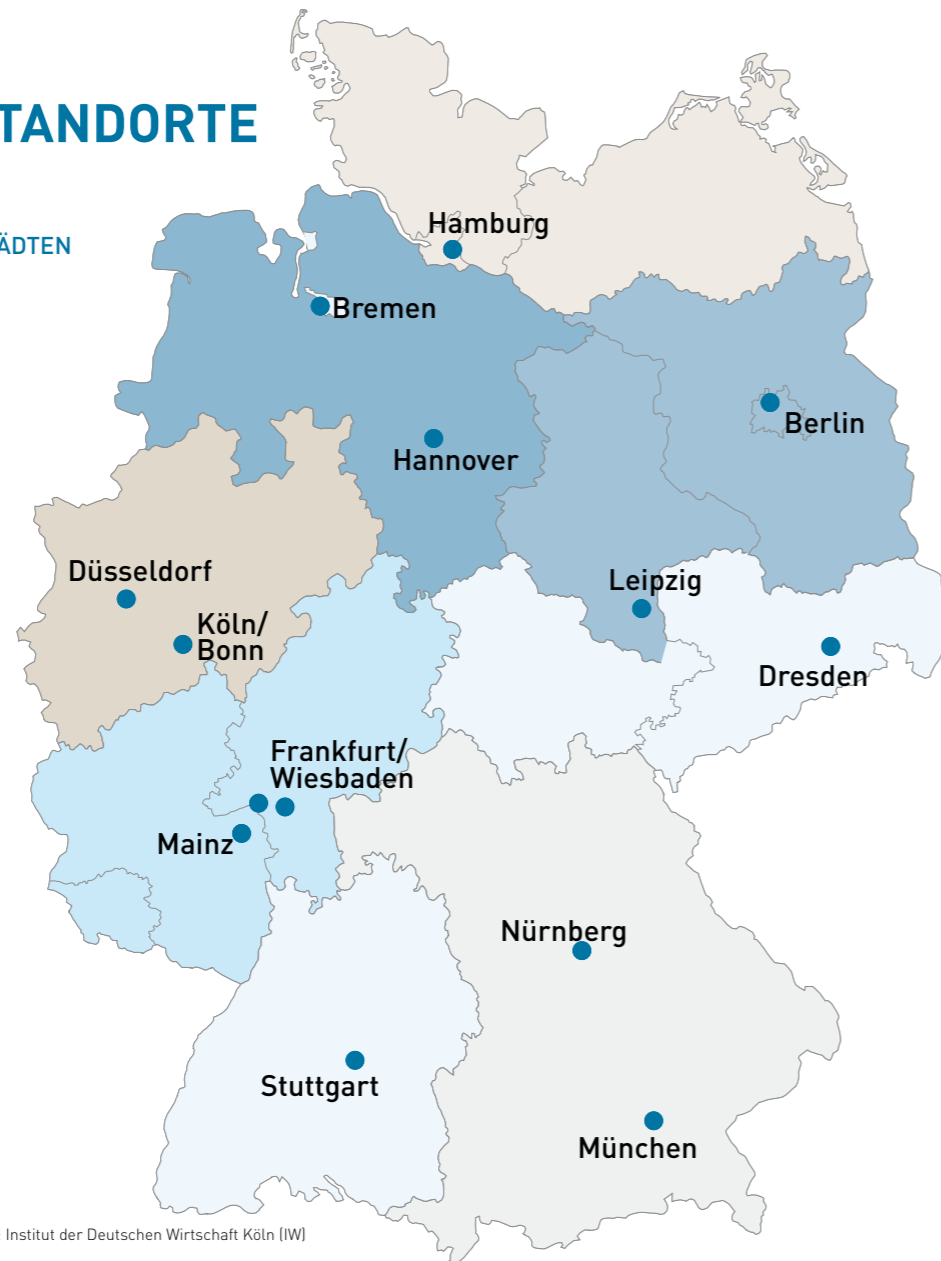 TANDORTE
ÄDTEN
Hamburg
Bremen
Berlin
Hannover
Düsseldorf
Leipzig
Köln/
Bonn
Dresden
Frankfurt/
Wiesbaden
Mainz
Nürnberg
Stuttgart
München
: Institut der Deutschen Wirtschaft Köln (IW)